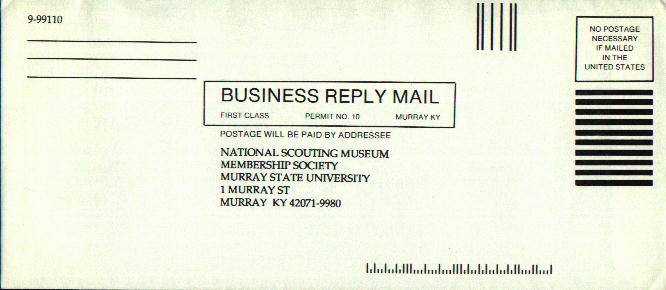 9-99110
NO POSTAGE
NECESSARY
IF MAILED
IN THE
UNITED STATES
BUSINESS REPLY MAIL
FIRST CLASS PERMIT NO. 10 MURRAY KY
POSTAGE WILL BE PAID BY ADDRESSEE
NATIONAL SCOUTING MUSEUM
MEMBERSHIP SOCIETY
MURRAY STATE UNIVERSITY
1 MURRAY ST
MURRAY KY 42071-9980